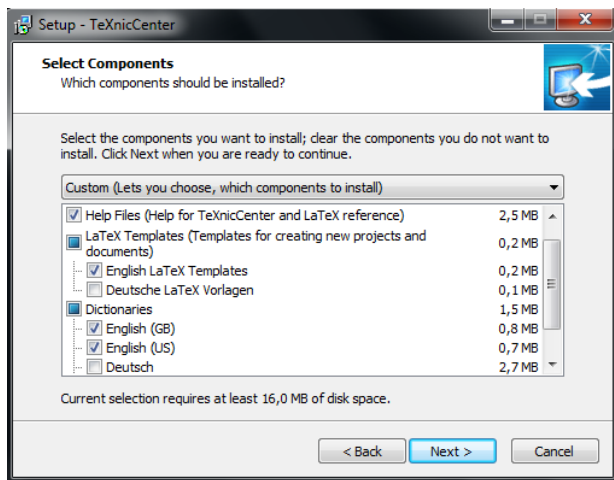 Setup - TeXnicCenter
Select Components
Which components should be installed?
Select the components you want to install; clear the components you do not want to
install. Click Next when you are ready to continue.
Custom (Lets you choose, which components to install)
Help Files (Help for TeXnicCenter and LaTeX reference) 2,5 MB
LaTeX Templates (Templates for creating new projects and
documents) 0,2 MB
English LaTeX Templates 0,2 MB
Deutsche LaTeX Vorlagen 0,1 MB
Dictionaries 1,5 MB
English (GB) 0,8 MB
English (US) 0,7 MB
Deutsch 2,7 MB
Current selection requires at least 16,0 MB of disk space.
< Back Next > Cancel